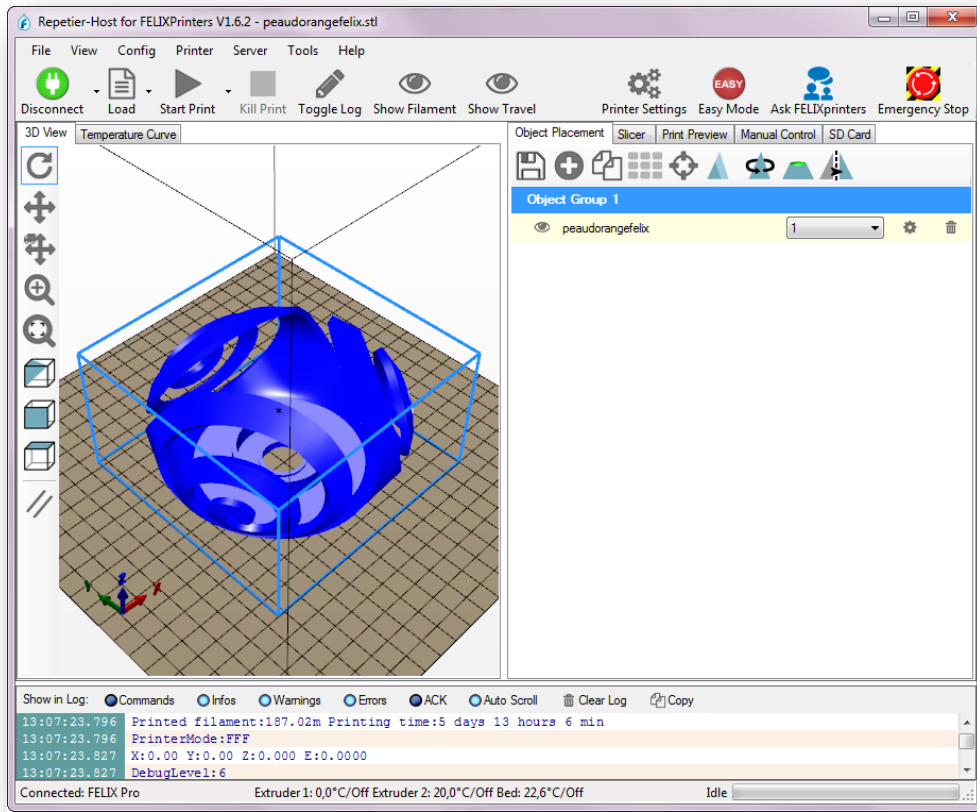 Repetier-Host for FELIXPrinters V1.6.2 - peaudorangefelix.stl
File View Config Printer Server Tools Help
Disconnect Load Start Print Kill Print Toggle Log Show Filament Show Travel Printer Settings EASY Easy Mode Ask FELIXprinters Emergency Stop
3D View Temperature Curve
Object Placement Slicer Print Preview Manual Control SD Card
Object Group 1
peaudorangefelix 1
Y Z X
Show in Log: Commands Infos Warnings Errors ACK Auto Scroll Clear Log Copy
13:07:23.796 Printed filament:187.02m Printing time:5 days 13 hours 6 min
13:07:23.796 PrinterMode:FFF
13:07:23.827 X:0.00 Y:0.00 Z:0.000 E:0.0000
13:07:23.827 DebugLevel:6
Connected: FELIX Pro Extruder 1: 0,0°C/Off Extruder 2: 20,0°C/Off Bed: 22,6°C/Off Idle